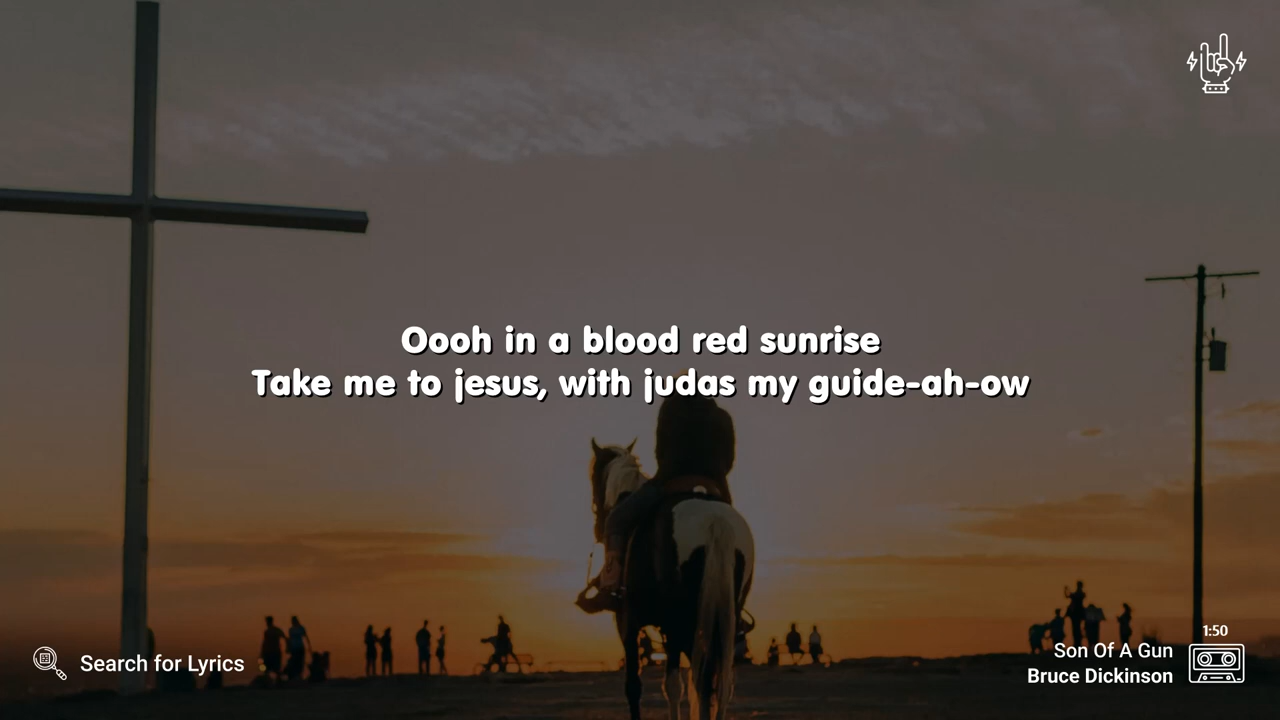 Oooh in a blood red sunrise
Take me to jesus, with judas my guide-ah-ow
Search for Lyrics
1:50
Son Of A Gun
Bruce Dickinson